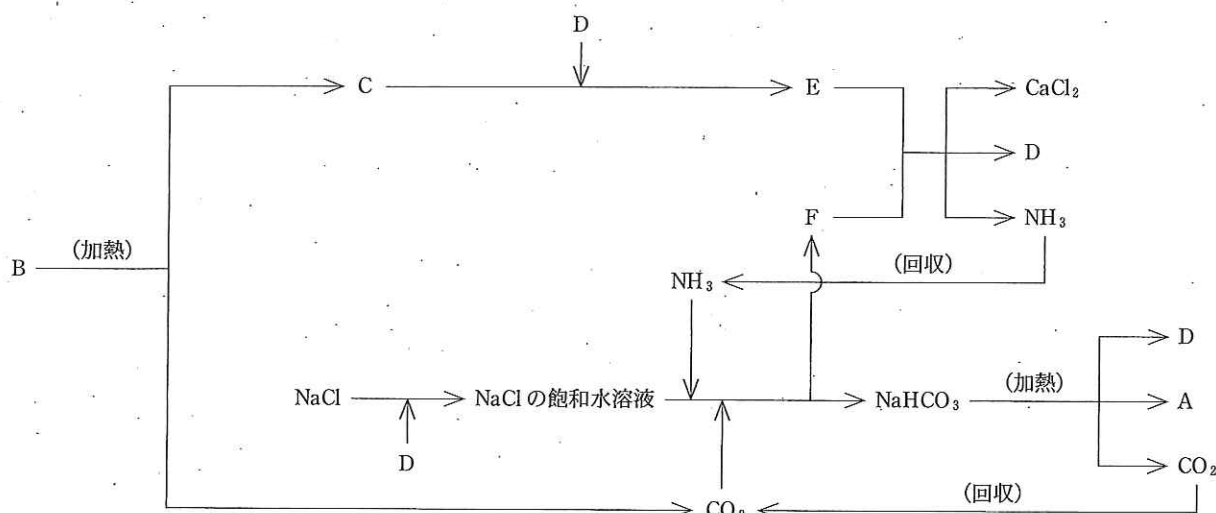 D
C
E
CaCl₂
D
F
NH₃
B
(加熱)
(回収)
NH₃
D
NaCl
NaClの飽和水溶液
NaHCO₃
(加熱)
A
D
CO₂
(回収)
CO₂